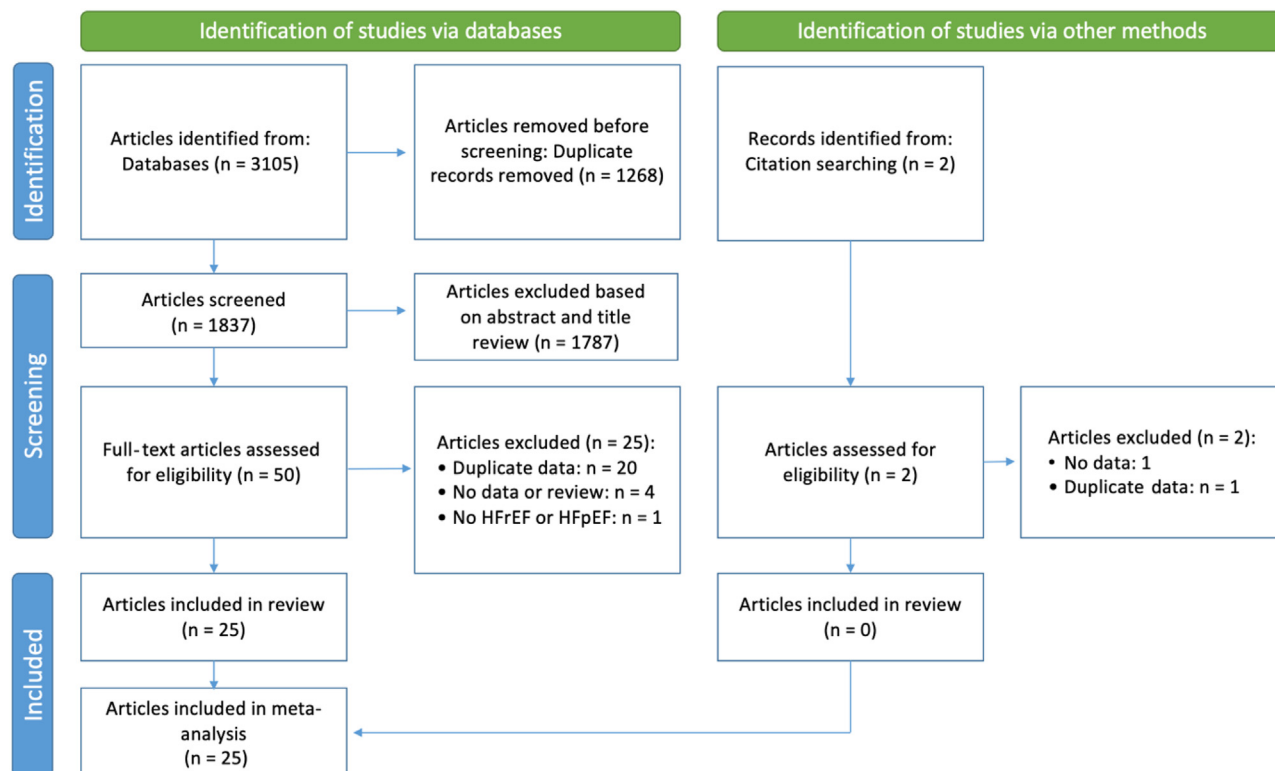 Identification of studies via databases
Identification of studies via other methods
Identification
Articles identified from:
Databases (n = 3105)
Articles removed before
screening: Duplicate
records removed (n = 1268)
Records identified from:
Citation searching (n = 2)
Screening
Articles screened
(n = 1837)
Articles excluded based
on abstract and title
review (n = 1787)
Full-text articles assessed
for eligibility (n = 50)
Articles excluded (n = 25):
• Duplicate data: n = 20
• No data or review: n = 4
• No HFrEF or HFpEF: n = 1
Articles assessed for
eligibility (n = 2)
Articles excluded (n = 2):
• No data: 1
• Duplicate data: n = 1
Included
Articles included in review
(n = 25)
Articles included in review
(n = 0)
Articles included in meta-
analysis
(n = 25)